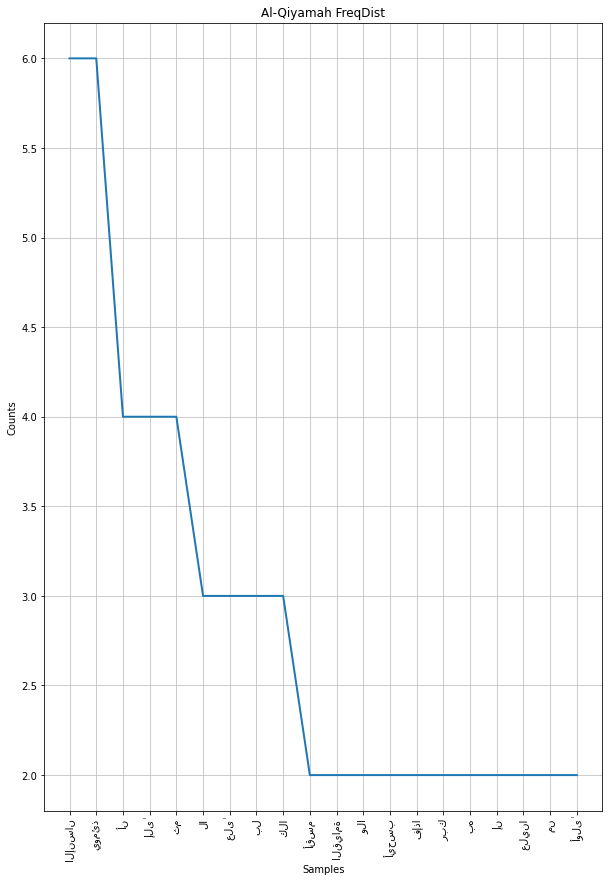 Al-Qiyamah FreqDist
6.0
5.5
5.0
4.5
4.0
3.5
3.0
2.5
2.0
Counts
الإنسان
يومئذ
أن
إلىٰ
ثم
لا
علىٰ
بل
كلا
أقسم
القيامة
ولا
أيحسب
فإذا
ربك
به
إن
علينا
من
أولىٰ
Samples